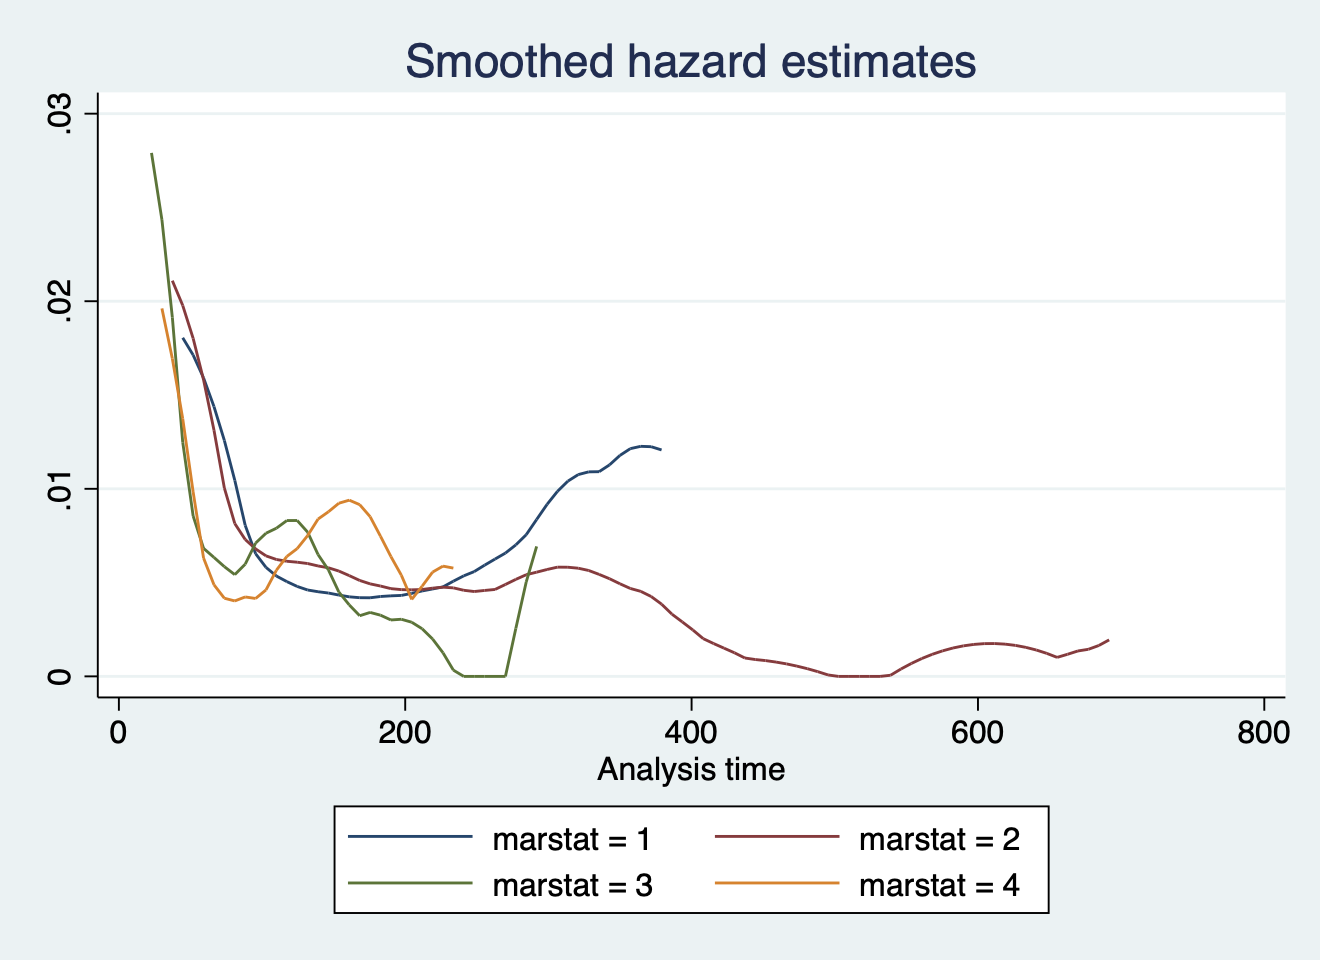 Smoothed hazard estimates
.03
.02
.01
0
0 200 400 600 800
Analysis time
marstat = 1 marstat = 2
marstat = 3 marstat = 4